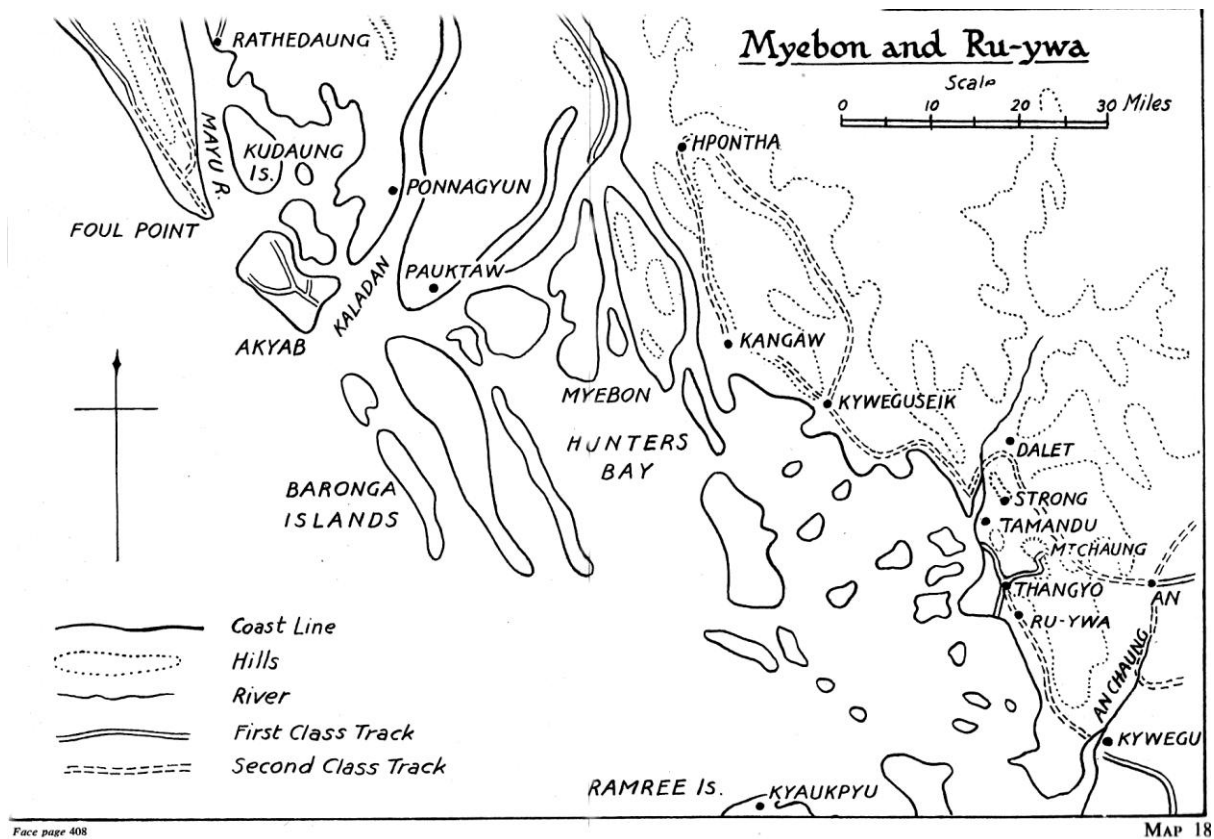 Myebon and Ru-ywa
Scale
0 10 20 30 Miles
RATHEDAUNG
MAYU R
KUDAUNG
Is.
HPONTHA
PONNAGYUN
FOUL POINT
PAUKTAW
KALADAN
AKYAB
KANGAW
MYEBON
KYWEGUSEIK
HUNTERS
BAY
DALET
BARONGA
ISLANDS
STRONG
TAMANDU
MT CHAUNG
THANGYO
AN
RU-YWA
AN CHAUNG
KYWEGU
Coast Line
Hills
River
First Class Track
Second Class Track
RAMREE Is.
KYAUKPYU
Face page 408
MAP 18